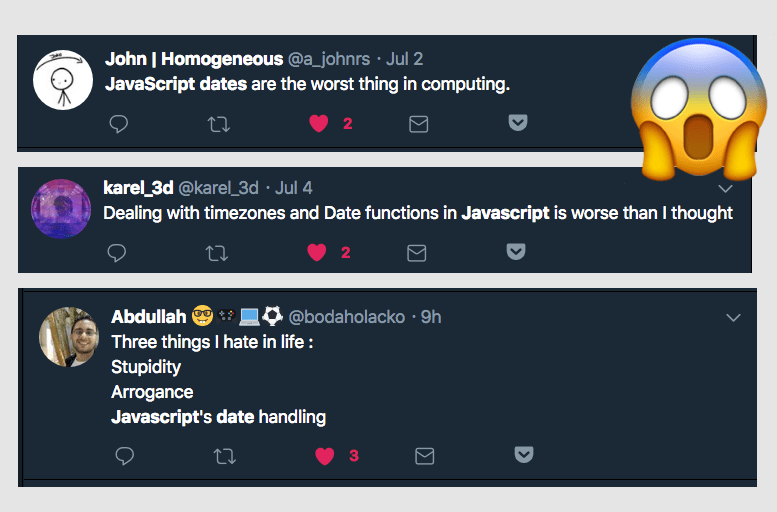 John | Homogeneous @a_johnrs · Jul 2
JavaScript dates are the worst thing in computing.
2
karel_3d @karel_3d · Jul 4
Dealing with timezones and Date functions in Javascript is worse than I thought
2
Abdullah 🤓🎮💻⚽ @bodaholacko · 9h
Three things I hate in life :
Stupidity
Arrogance
Javascript's date handling
3